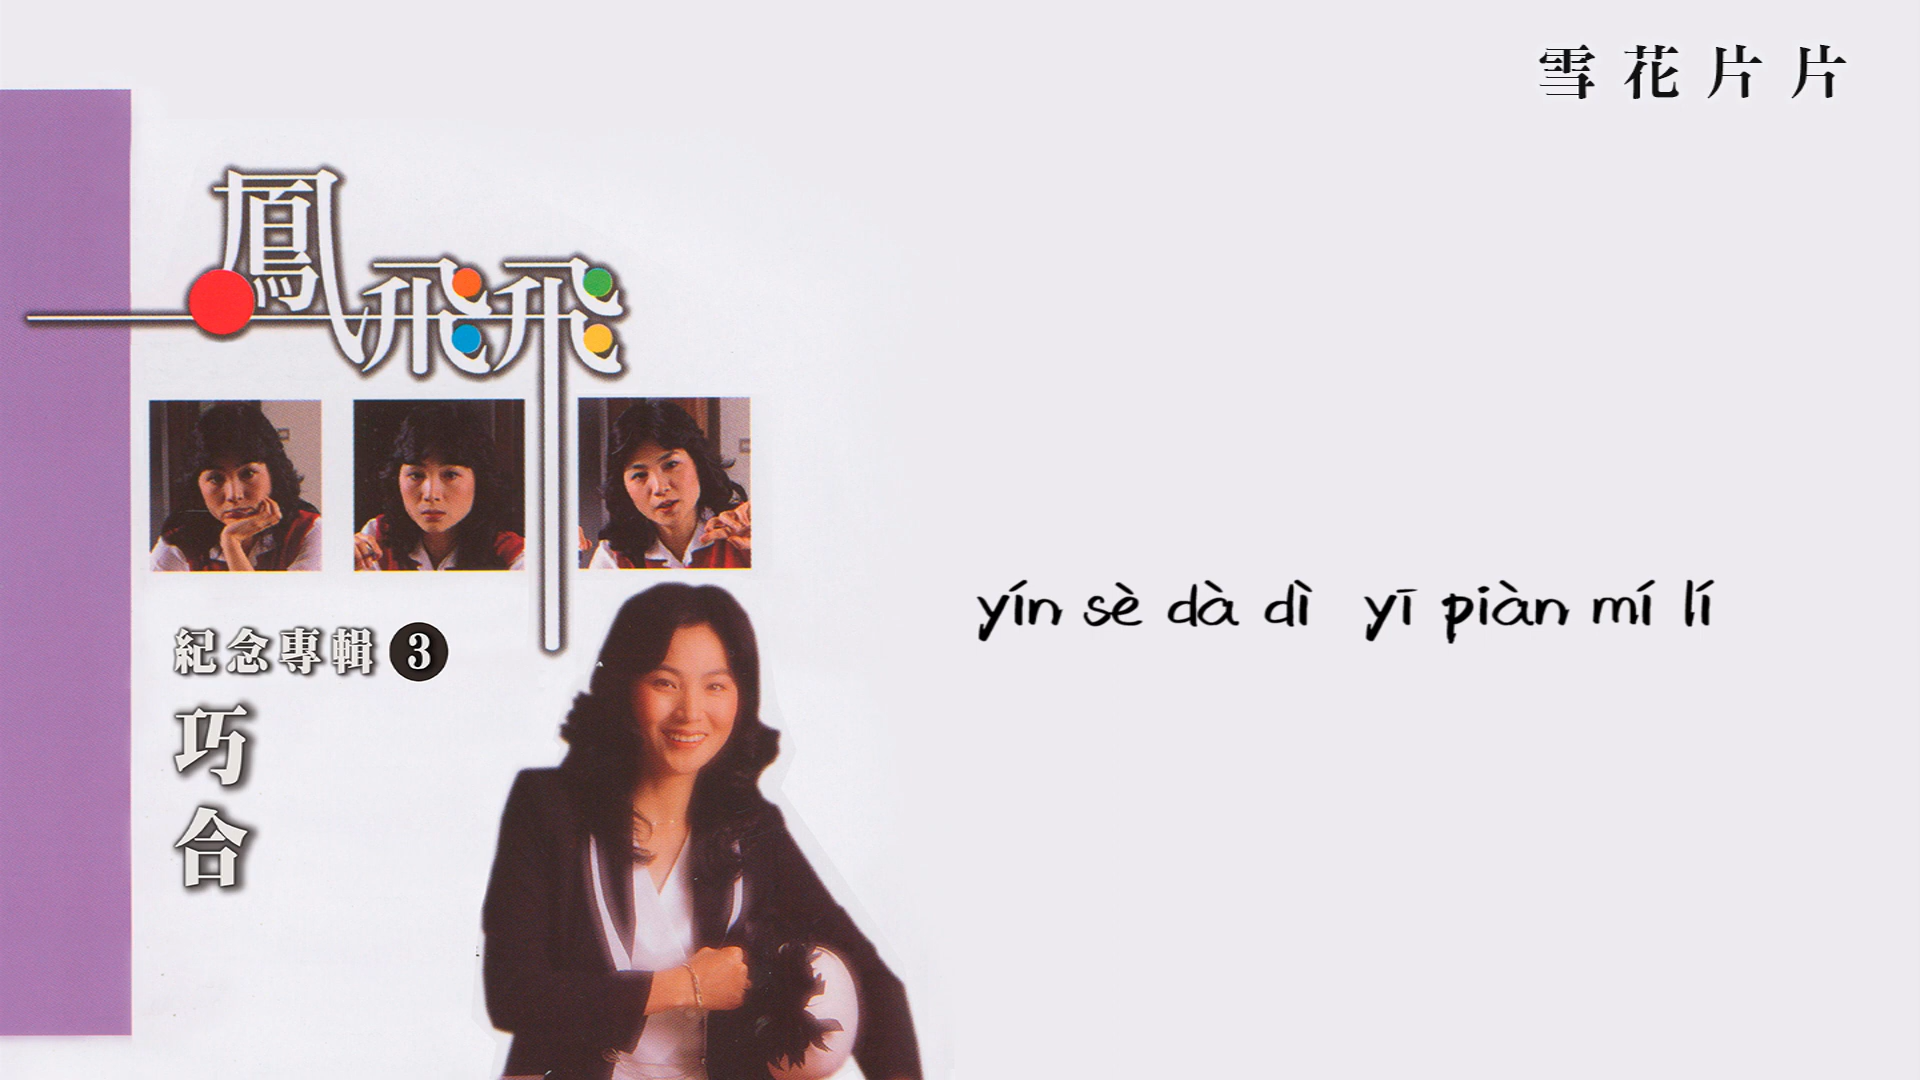 雪花片片
鳳飛飛
紀念專輯3
巧
合
yín sè dà dì yī piàn mí lí